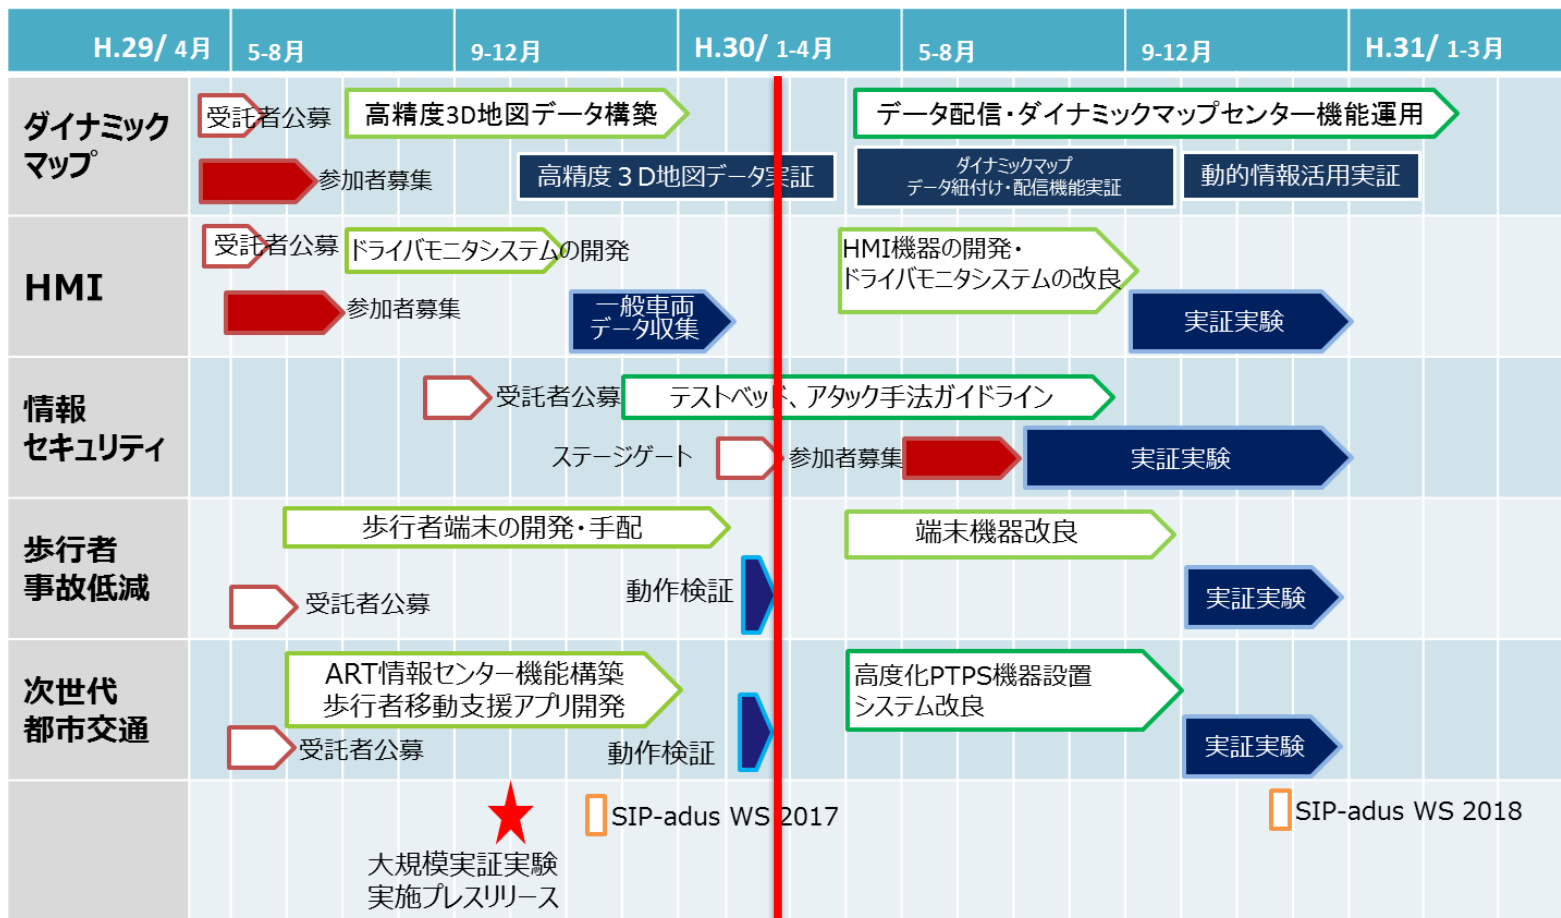 H.29/ 4月
5-8月
9-12月
H.30/ 1-4月
5-8月
9-12月
H.31/ 1-3月
ダイナミック
マップ
受託者公募
高精度3D地図データ構築
データ配信・ダイナミックマップセンター機能運用
参加者募集
高精度３D地図データ実証
ダイナミックマップ
データ紐付け・配信機能実証
動的情報活用実証
HMI
受託者公募
ドライバモニタシステムの開発
HMI機器の開発・
ドライバモニタシステムの改良
参加者募集
一般車両
データ収集
実証実験
情報
セキュリティ
受託者公募
テストベッド、アタック手法ガイドライン
ステージゲート
参加者募集
実証実験
歩行者
事故低減
歩行者端末の開発・手配
端末機器改良
受託者公募
動作検証
実証実験
次世代
都市交通
ART情報センター機能構築
歩行者移動支援アプリ開発
高度化PTPS機器設置
システム改良
受託者公募
動作検証
実証実験
SIP-adus WS 2017
SIP-adus WS 2018
大規模実証実験
実施プレスリリース